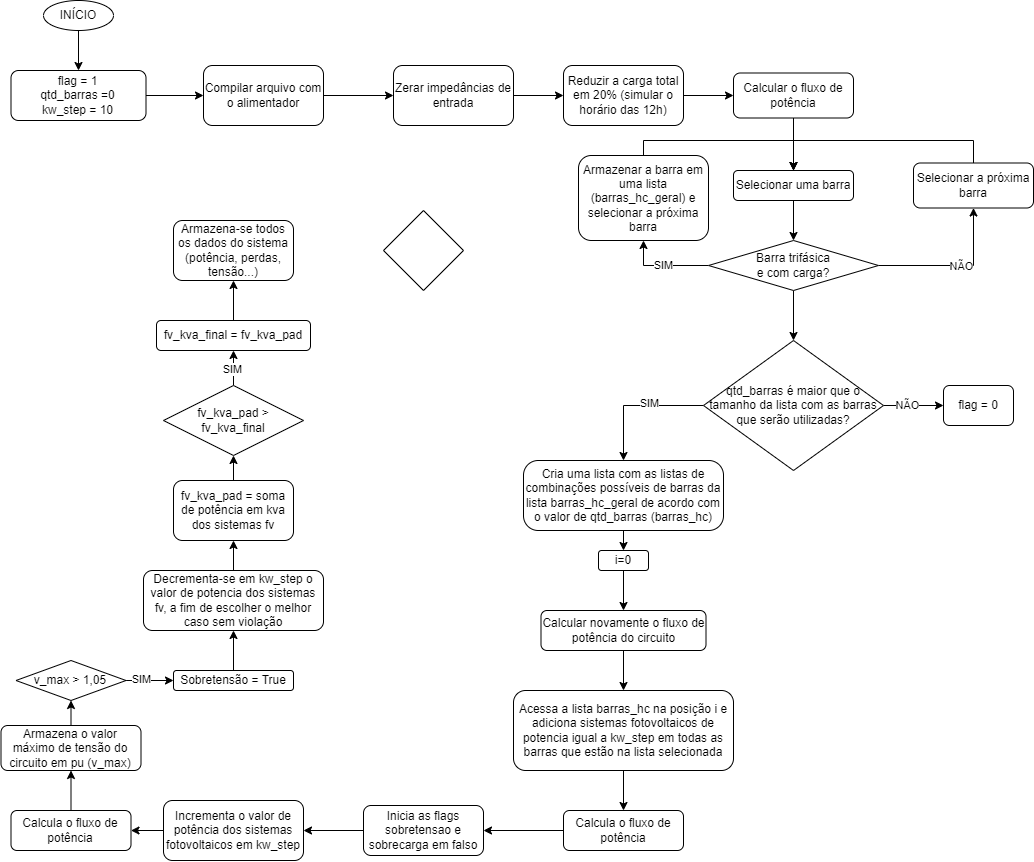 INÍCIO
flag = 1
qtd_barras =0
kw_step = 10
Compilar arquivo com
o alimentador
Zerar impedâncias de
entrada
Reduzir a carga total
em 20% (simular o
horário das 12h)
Calcular o fluxo de
potência
Armazenar a barra em
uma lista
(barras_hc_geral) e
selecionar a próxima
barra
Selecionar uma barra
Selecionar a próxima
barra
Barra trifásica
e com carga?
SIM
NÃO
qtd_barras é maior que o
tamanho da lista com as barras
que serão utilizadas?
SIM
NÃO
flag = 0
Cria uma lista com as listas de
combinações possíveis de barras da
lista barras_hc_geral de acordo com
o valor de qtd_barras (barras_hc)
i=0
Calcular novamente o fluxo de
potência do circuito
Acessa a lista barras_hc na posição i e
adiciona sistemas fotovoltaicos de
potencia igual a kw_step em todas as
barras que estão na lista selecionada
Calcula o fluxo de
potência
Inicia as flags
sobretensao e
sobrecarga em falso
Incrementa o valor de
potência dos sistemas
fotovoltaicos em kw_step
Calcula o fluxo de
potência
Armazena o valor
máximo de tensão do
circuito em pu (v_max)
v_max > 1,05
SIM
Sobretensão = True
Decrementa-se em kw_step o
valor de potencia dos sistemas
fv, a fim de escolher o melhor
caso sem violação
fv_kva_pad = soma
de potência em kva
dos sistemas fv
fv_kva_pad >
fv_kva_final
SIM
fv_kva_final = fv_kva_pad
Armazena-se todos
os dados do sistema
(potência, perdas,
tensão...)